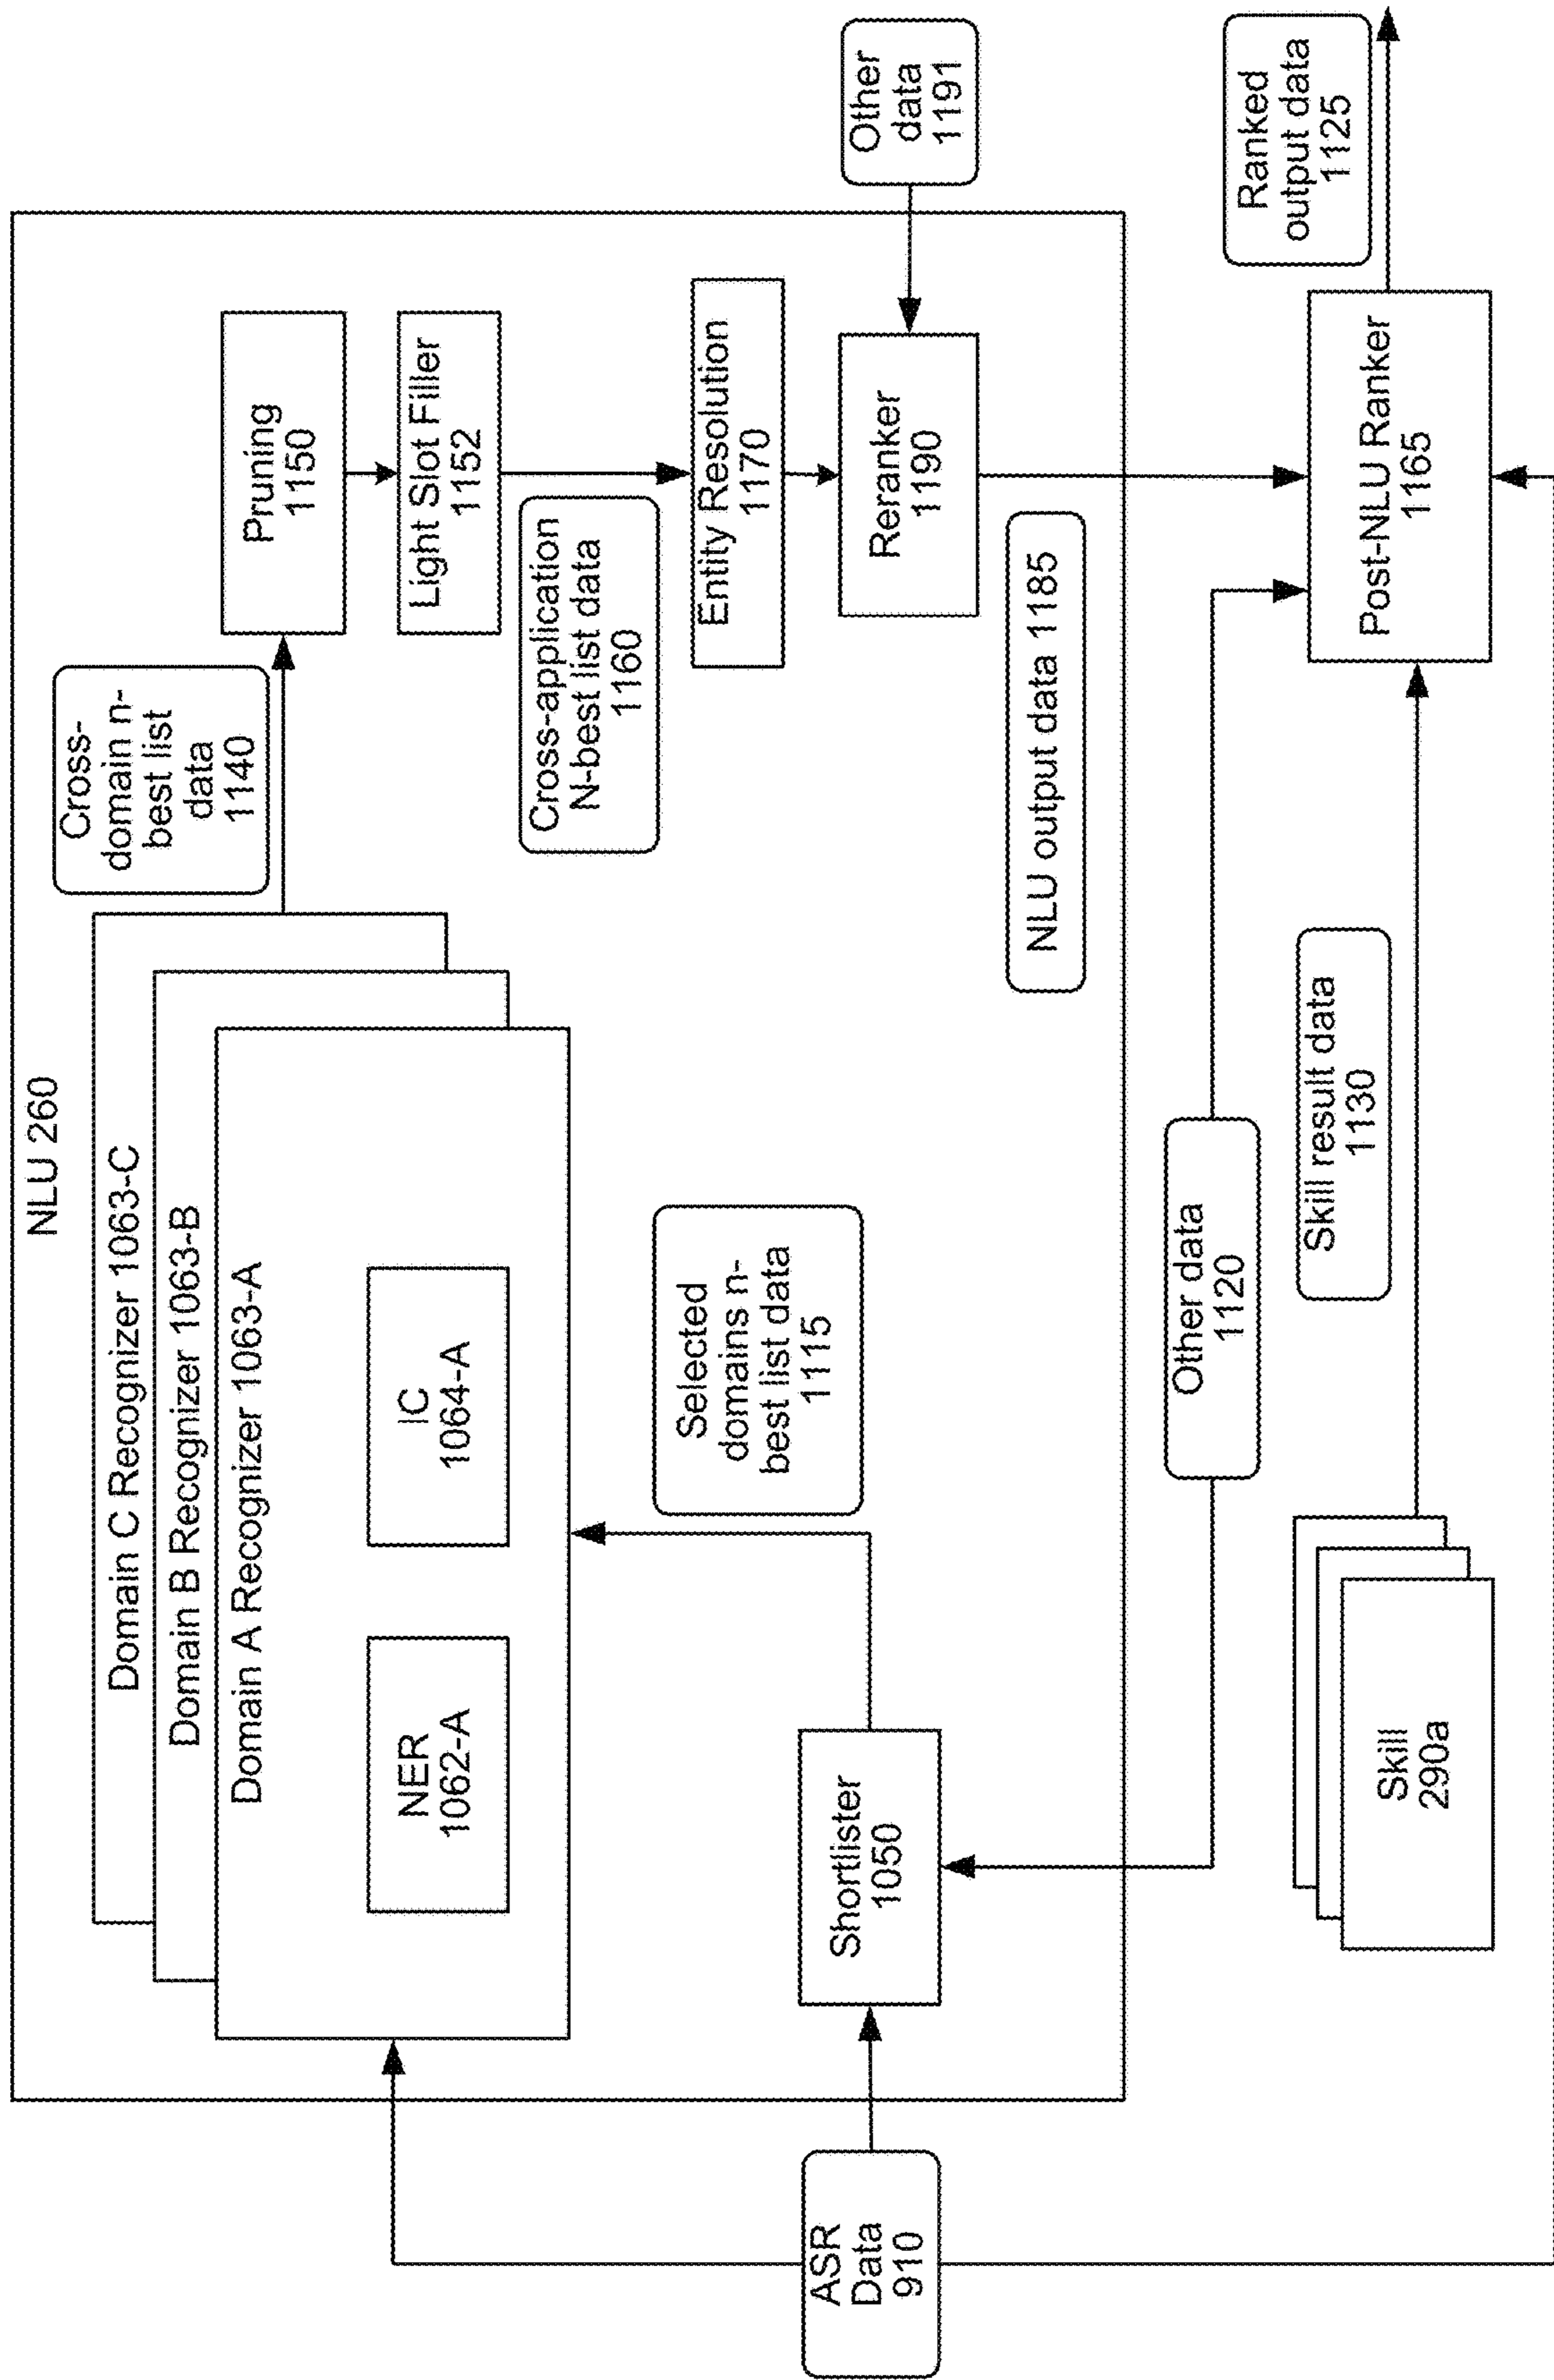 NLU 260
Domain C Recognizer 1063-C
Domain B Recognizer 1063-B
Domain A Recognizer 1063-A
NER
1062-A
IC
1064-A
Cross-
domain n-
best list
data
1140
Pruning
1150
Light Slot Filler
1152
Cross-application
N-best list data
1160
Entity Resolution
1170
Reranker
1190
Other
data
1191
Selected
domains n-
best list data
1115
Shortlister
1050
ASR
Data
910
NLU output data 1185
Other data
1120
Skill result data
1130
Skill
290a
Post-NLU Ranker
1165
Ranked
output data
1125